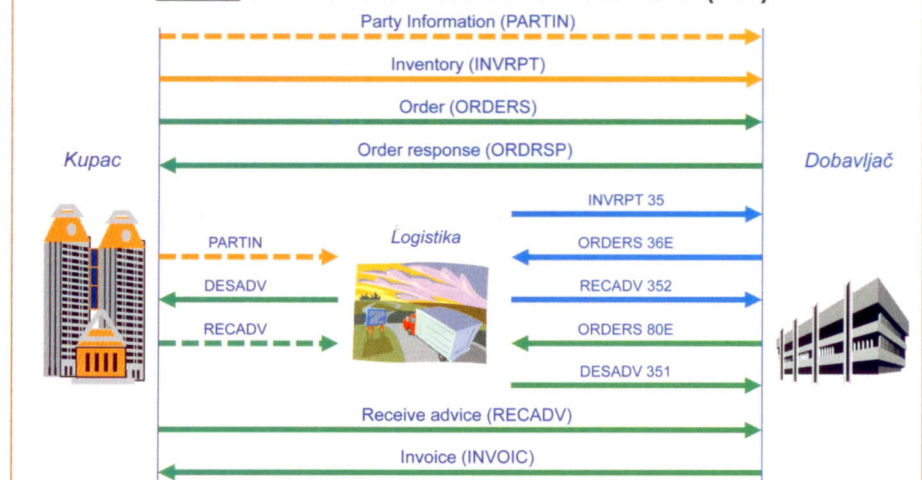 Party Information (PARTIN)
Inventory (INVRPT)
Order (ORDERS)
Order response (ORDRSP)
Kupac
Dobavljač
INVRPT 35
Logistika
PARTIN
ORDERS 36E
DESADV
RECADV 352
RECADV
ORDERS 80E
DESADV 351
Receive advice (RECADV)
Invoice (INVOIC)